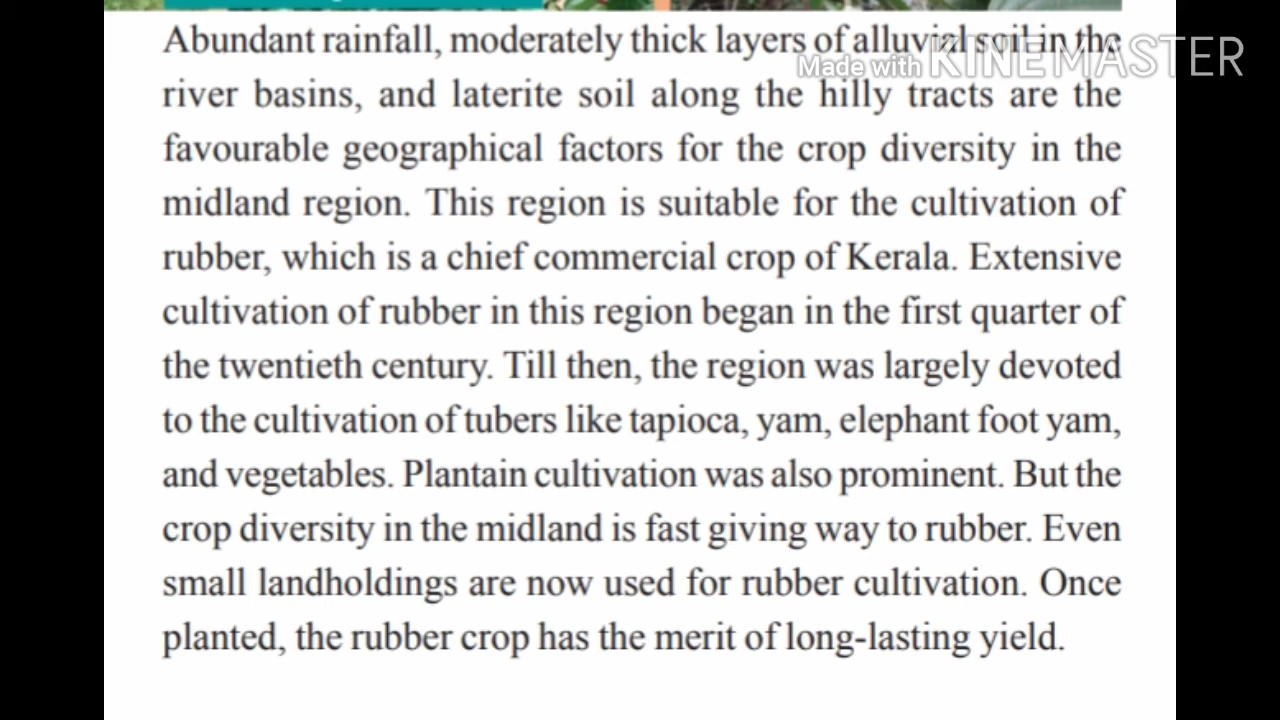 Abundant rainfall, moderately thick layers of alluvial soil in the
Made with KINEMASTER
river basins, and laterite soil along the hilly tracts are the
favourable geographical factors for the crop diversity in the
midland region. This region is suitable for the cultivation of
rubber, which is a chief commercial crop of Kerala. Extensive
cultivation of rubber in this region began in the first quarter of
the twentieth century. Till then, the region was largely devoted
to the cultivation of tubers like tapioca, yam, elephant foot yam,
and vegetables. Plantain cultivation was also prominent. But the
crop diversity in the midland is fast giving way to rubber. Even
small landholdings are now used for rubber cultivation. Once
planted, the rubber crop has the merit of long-lasting yield.